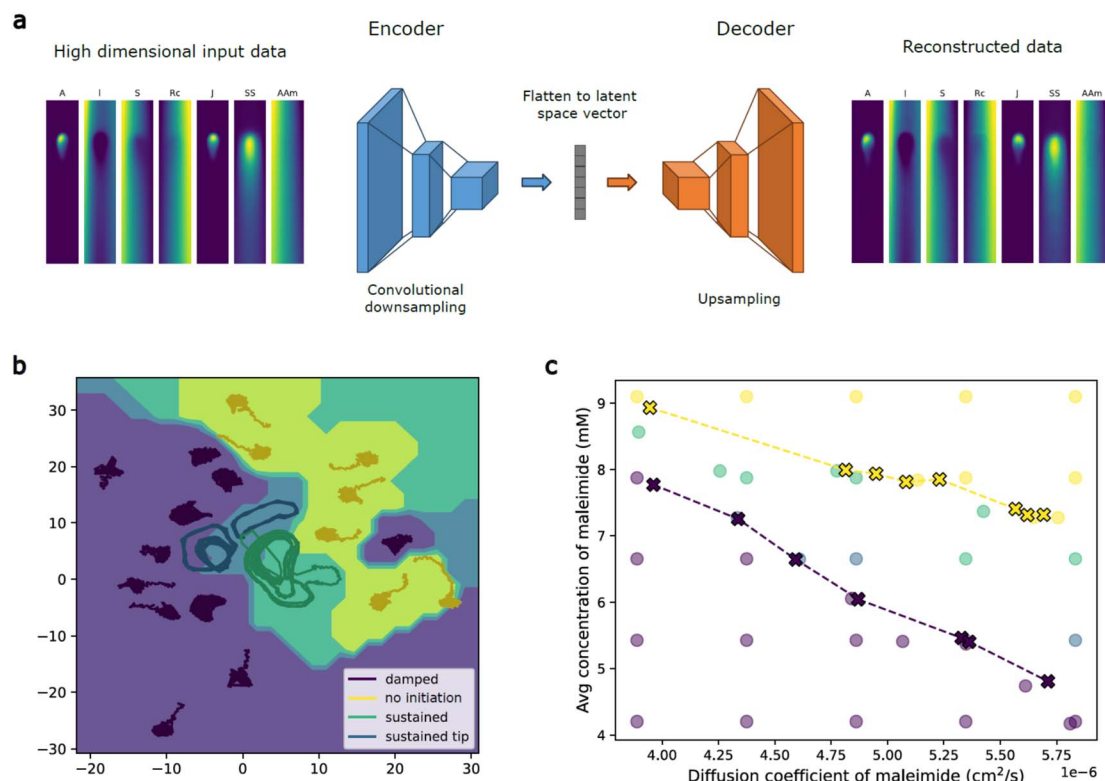 a
Encoder
Decoder
High dimensional input data
Reconstructed data
A I S Rc J SS AAm
Flatten to latent
space vector
A I S Rc J SS AAm
Convolutional
downsampling
Upsampling
b
30
20
10
0
−10
−20
−30
−20 −10 0 10 20 30
damped
no initiation
sustained
sustained tip
c
Avg concentration of maleimide (mM)
9
8
7
6
5
4
4.00 4.25 4.50 4.75 5.00 5.25 5.50 5.75
1e−6
Diffusion coefficient of maleimide (cm²/s)